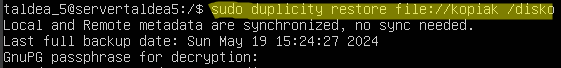 taldea_5@servertaldea5:/$ sudo duplicity restore file://kopiak /disko
Local and Remote metadata are synchronized, no sync needed.
Last full backup date: Sun May 19 15:24:27 2024
GnuPG passphrase for decryption: